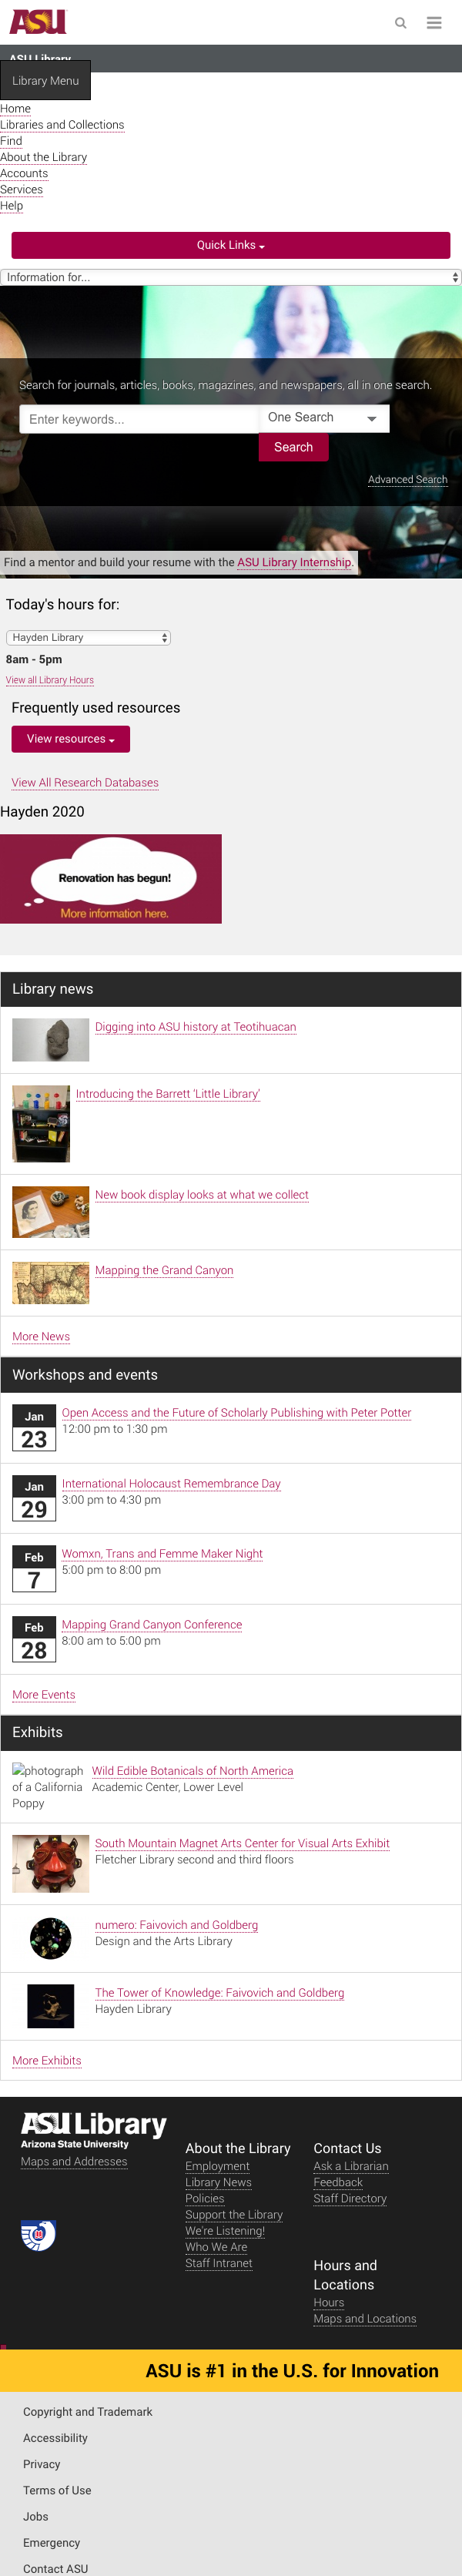 ASU
ASU Library
Library Menu
Home
Libraries and Collections
Find
About the Library
Accounts
Services
Help
Quick Links
Information for...
Search for journals, articles, books, magazines, and newspapers, all in one search.
Enter keywords...
One Search
Search
Advanced Search
Find a mentor and build your resume with the ASU Library Internship.
Today's hours for:
Hayden Library
8am - 5pm
View all Library Hours
Frequently used resources
View resources
View All Research Databases
Hayden 2020
Renovation has begun!
More information here.
Library news
Digging into ASU history at Teotihuacan
Introducing the Barrett 'Little Library'
New book display looks at what we collect
Mapping the Grand Canyon
More News
Workshops and events
Jan
23
Open Access and the Future of Scholarly Publishing with Peter Potter
12:00 pm to 1:30 pm
Jan
29
International Holocaust Remembrance Day
3:00 pm to 4:30 pm
Feb
7
Womxn, Trans and Femme Maker Night
5:00 pm to 8:00 pm
Feb
28
Mapping Grand Canyon Conference
8:00 am to 5:00 pm
More Events
Exhibits
photograph
of a California
Poppy
Wild Edible Botanicals of North America
Academic Center, Lower Level
South Mountain Magnet Arts Center for Visual Arts Exhibit
Fletcher Library second and third floors
numero: Faivovich and Goldberg
Design and the Arts Library
The Tower of Knowledge: Faivovich and Goldberg
Hayden Library
More Exhibits
ASU Library
Arizona State University
Maps and Addresses
About the Library
Employment
Library News
Policies
Support the Library
We're Listening!
Who We Are
Staff Intranet
Contact Us
Ask a Librarian
Feedback
Staff Directory
Hours and
Locations
Hours
Maps and Locations
ASU is #1 in the U.S. for Innovation
Copyright and Trademark
Accessibility
Privacy
Terms of Use
Jobs
Emergency
Contact ASU